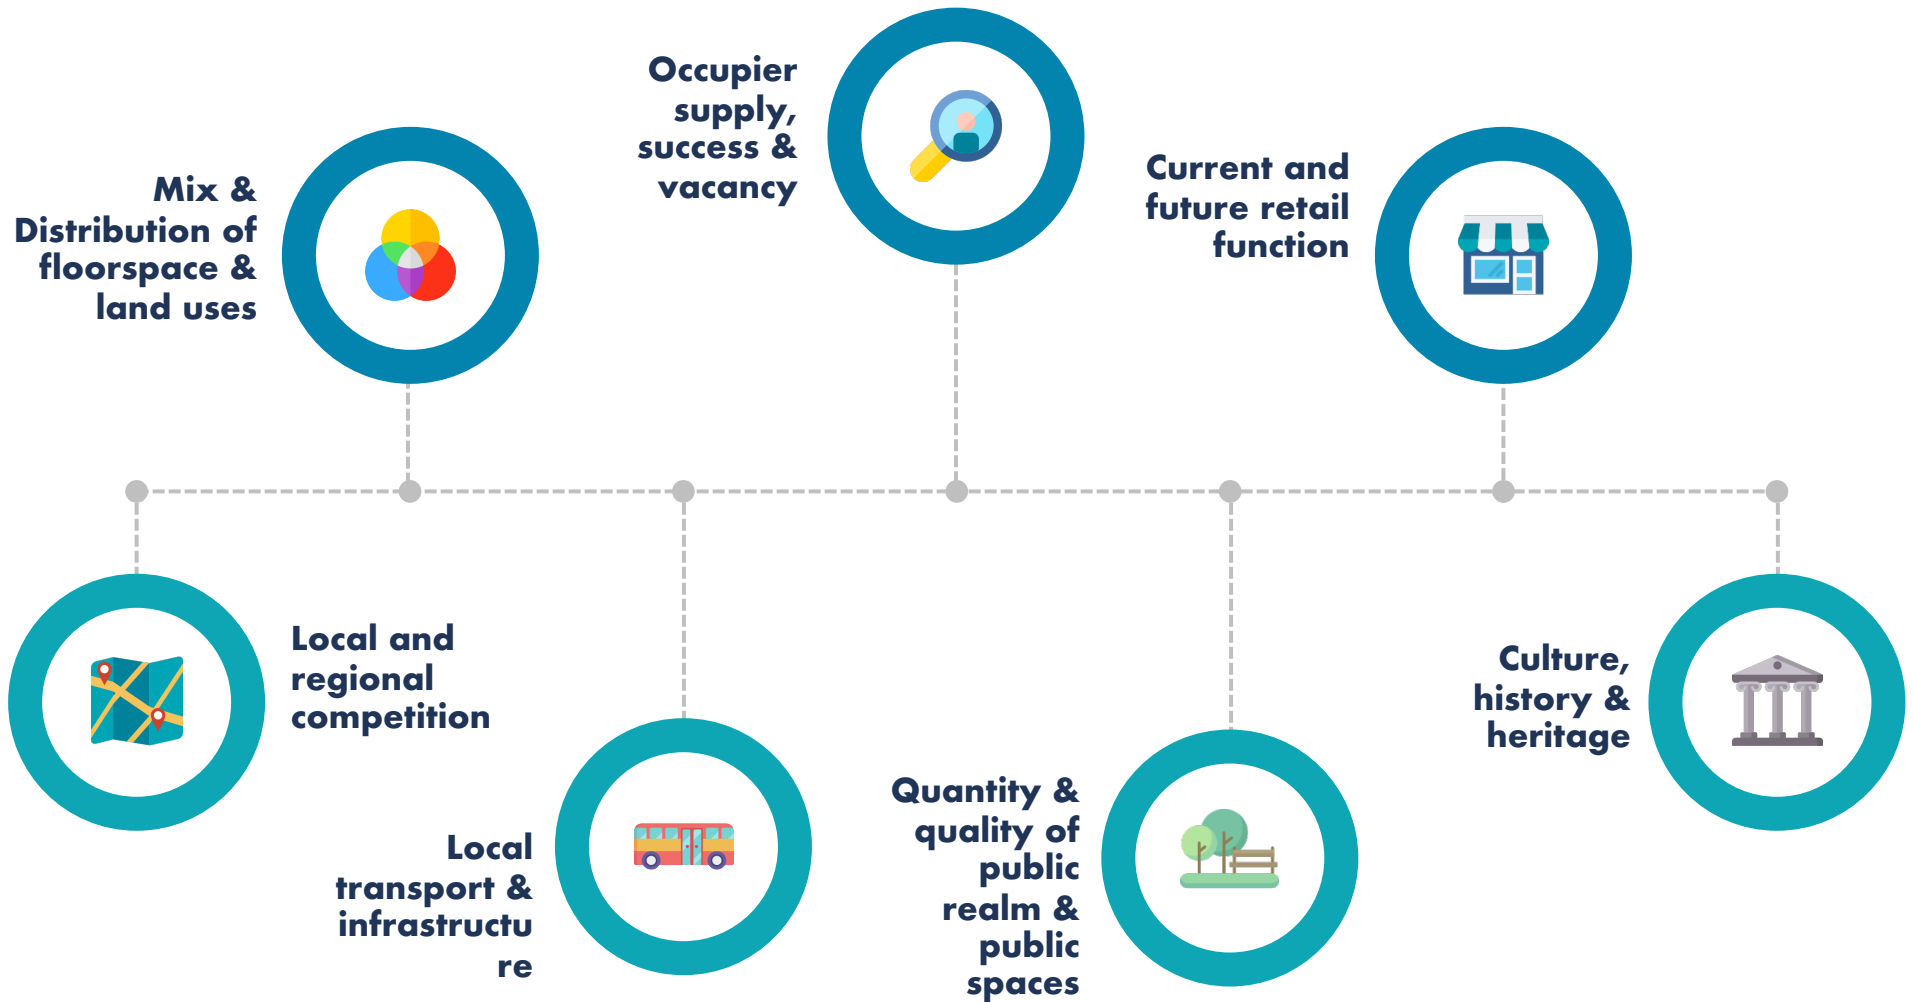 Occupier
supply,
success &
vacancy
Mix &
Distribution of
floorspace &
land uses
Current and
future retail
function
Local and
regional
competition
Local
transport &
infrastructu
re
Quantity &
quality of
public
realm &
public
spaces
Culture,
history &
heritage